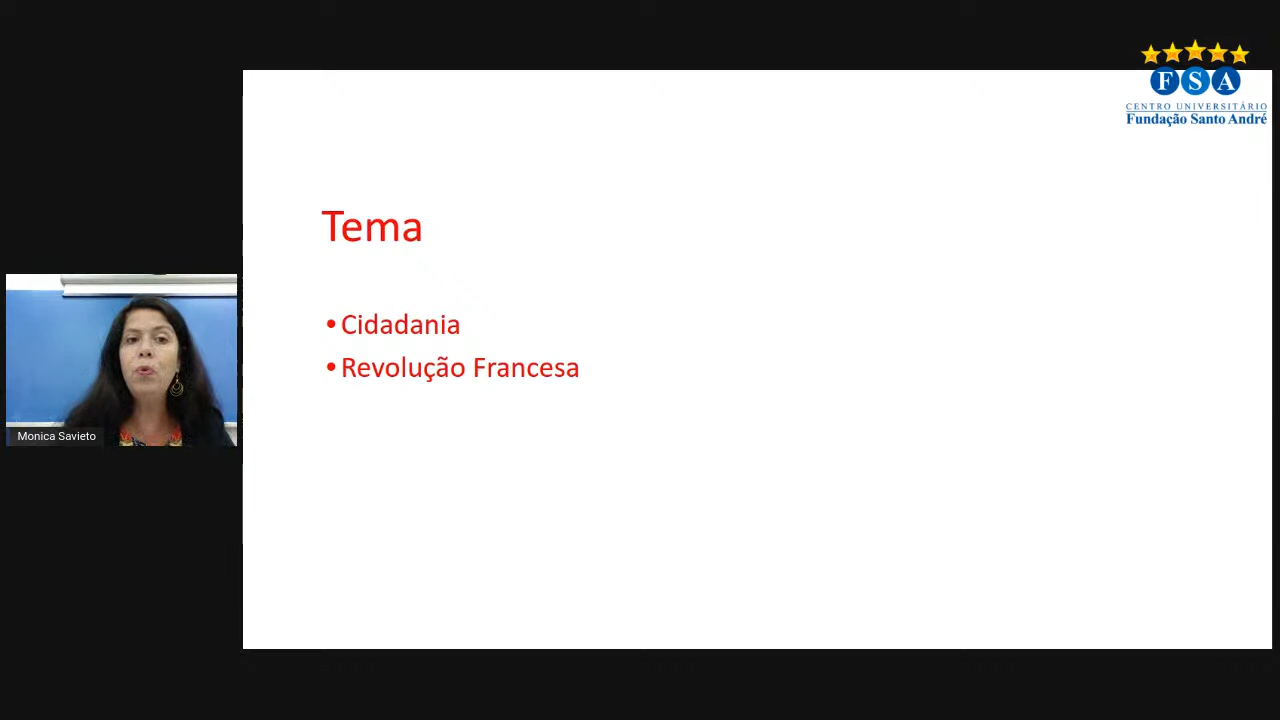 FSA
CENTRO UNIVERSITÁRIO
Fundação Santo André
Tema
• Cidadania
• Revolução Francesa
Monica Savieto